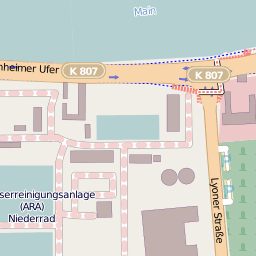 Main
nheimer Ufer
K 807
K 807
serreinigungsanlage
(ARA)
Niederrad
Lyoner Straße